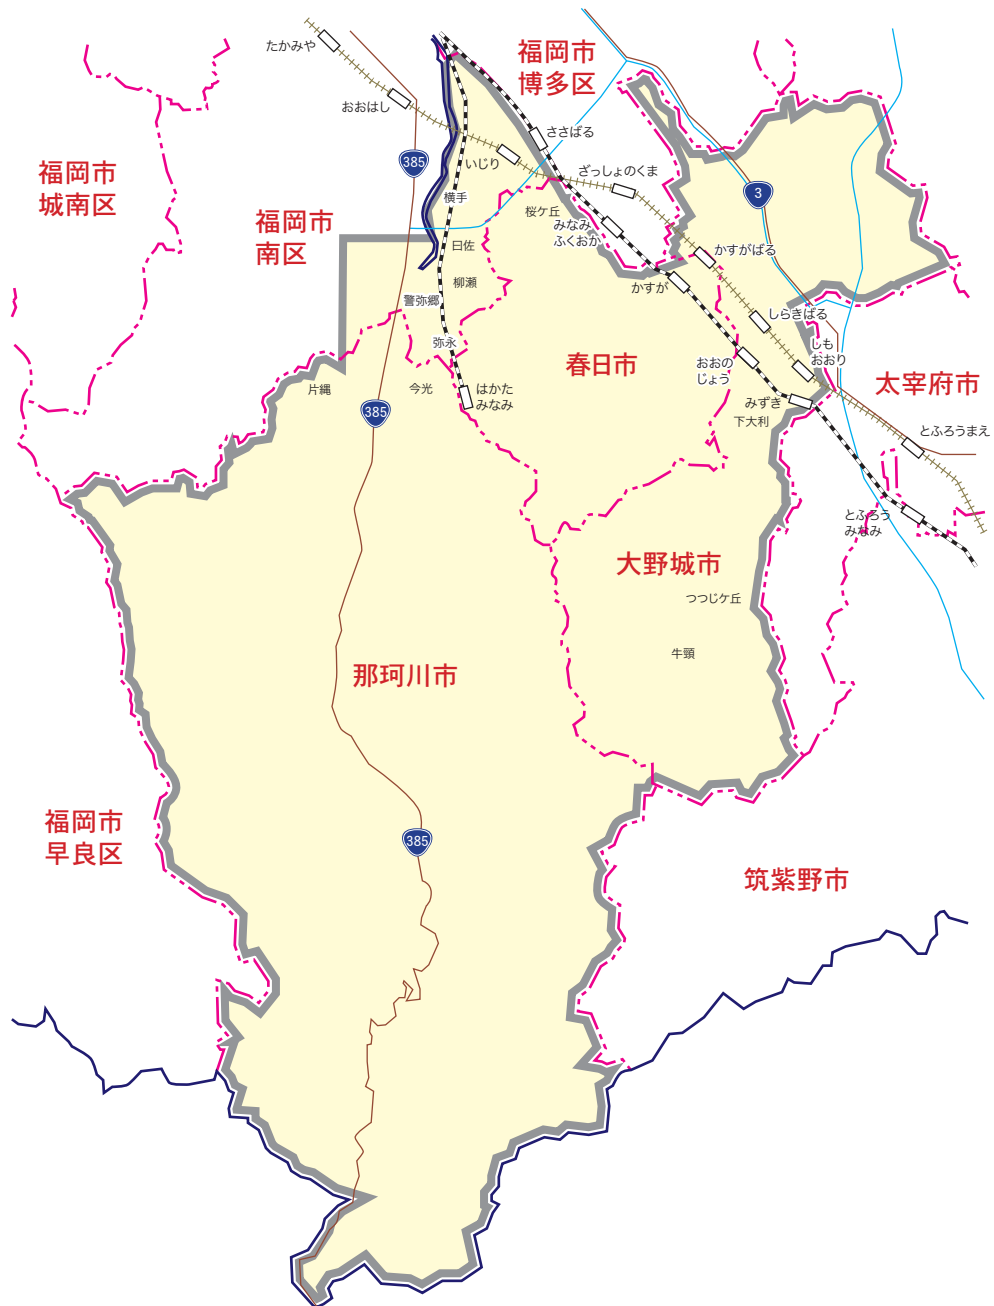 たかみや
福岡市
博多区
おおはし
ささばる
385
いじり
福岡市
城南区
ざっしょのくま
3
横手
桜ケ丘
福岡市
南区
みなみ
ふくおか
曰佐
かすがばる
柳瀬
かすが
警弥郷
しらきばる
弥永
しも
おおり
春日市
おおの
じょう
太宰府市
片縄
今光
はかた
みなみ
みずき
385
下大利
とふろうまえ
とふろう
みなみ
大野城市
つつじケ丘
牛頸
那珂川市
福岡市
早良区
385
筑紫野市